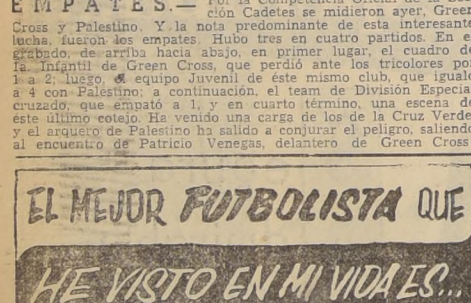 EMPATES.— Por la Competencia Oficial de la
ción Cadetes se midieron ayer, Green
Cross y Palestino. Y la nota predominante de esta interesante
lucha, fueron los empates. Hubo tres en cuatro partidos. En el
grabado, de arriba hacia abajo, en primer lugar, el cuadro de
la. Infantil de Green Cross, que perdió ante los tricolores por
1 a 2; luego, el equipo Juvenil de éste mismo club, que igual
a 4 con Palestino; a continuación, el team de División Especia
cruzado, que empató a 1, y en cuarto término, una escena d
éste último cotejo. Ha venido una carga de los de la Cruz Verde
y el arquero de Palestino ha salido a conjurar el peligro, saliendo
al encuentro de Patricio Venegas, delantero de Green Cross
EL MEJOR FUTBOLISTA QUE
HE VISTO EN MI VIDA ES...